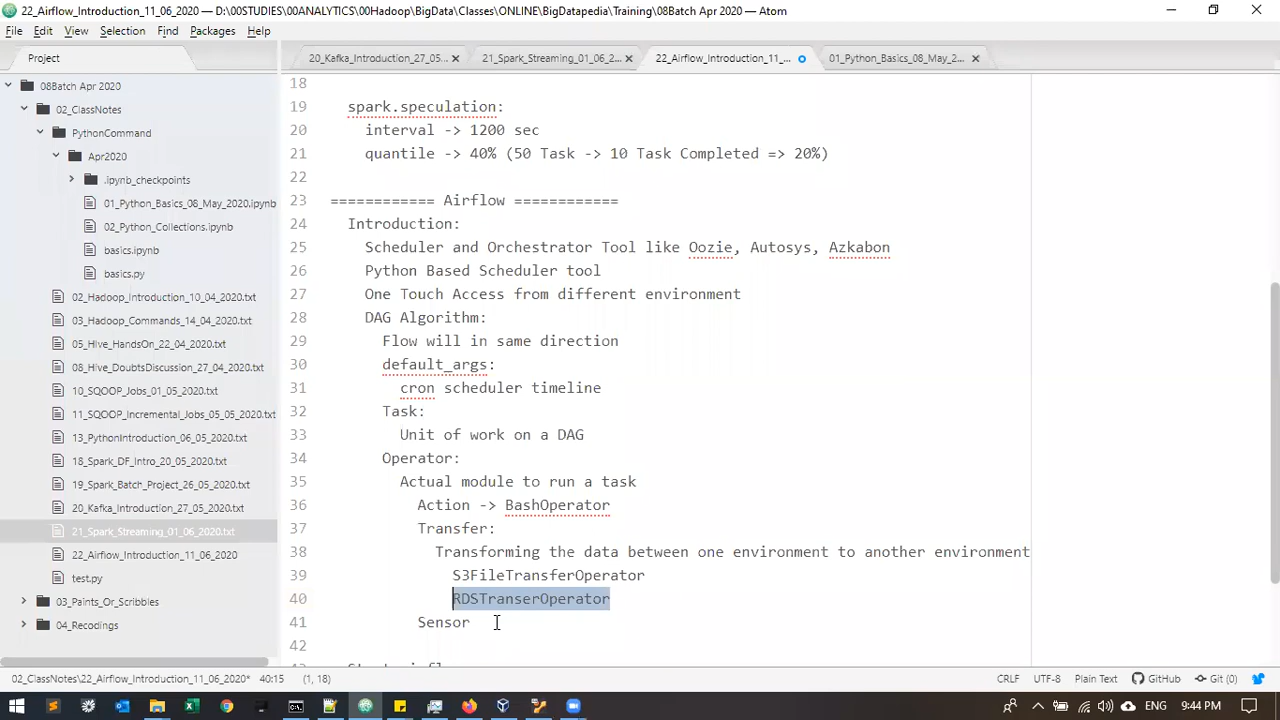 22_Airflow_Introduction_11_06_2020 — D:\00STUDIES\00ANALYTICS\00Hadoop\BigData\Classes\ONLINE\BigDatapedia\Training\08Batch Apr 2020 — Atom
File Edit View Selection Find Packages Help
Project
20_Kafka_Introduction_27_05...
21_Spark_Streaming_01_06_2...
22_Airflow_Introduction_11_...
01_Python_Basics_08_May_2...
08Batch Apr 2020
02_ClassNotes
PythonCommand
Apr2020
.ipynb_checkpoints
01_Python_Basics_08_May_2020.ipynb
02_Python_Collections.ipynb
basics.ipynb
basics.py
02_Hadoop_Introduction_10_04_2020.txt
03_Hadoop_Commands_14_04_2020.txt
05_Hive_HandsOn_22_04_2020.txt
08_Hive_DoubtsDiscussion_27_04_2020.txt
10_SQOOP_Jobs_01_05_2020.txt
11_SQOOP_Incremental_Jobs_05_05_2020.txt
13_PythonIntroduction_06_05_2020.txt
18_Spark_DF_Intro_20_05_2020.txt
19_Spark_Batch_Project_26_05_2020.txt
20_Kafka_Introduction_27_05_2020.txt
21_Spark_Streaming_01_06_2020.txt
22_Airflow_Introduction_11_06_2020
test.py
03_Paints_Or_Scribbles
04_Recodings
18
19 spark.speculation:
20 interval -> 1200 sec
21 quantile -> 40% (50 Task -> 10 Task Completed => 20%)
22
23 ============ Airflow ============
24 Introduction:
25 Scheduler and Orchestrator Tool like Oozie, Autosys, Azkabon
26 Python Based Scheduler tool
27 One Touch Access from different environment
28 DAG Algorithm:
29 Flow will in same direction
30 default_args:
31 cron scheduler timeline
32 Task:
33 Unit of work on a DAG
34 Operator:
35 Actual module to run a task
36 Action -> BashOperator
37 Transfer:
38 Transforming the data between one environment to another environment
39 S3FileTransferOperator
40 RDSTranserOperator
41 Sensor
42
02_ClassNotes\22_Airflow_Introduction_11_06_2020* 40:15 (1, 18) CRLF UTF-8 Plain Text GitHub Git (0)
ENG 9:44 PM